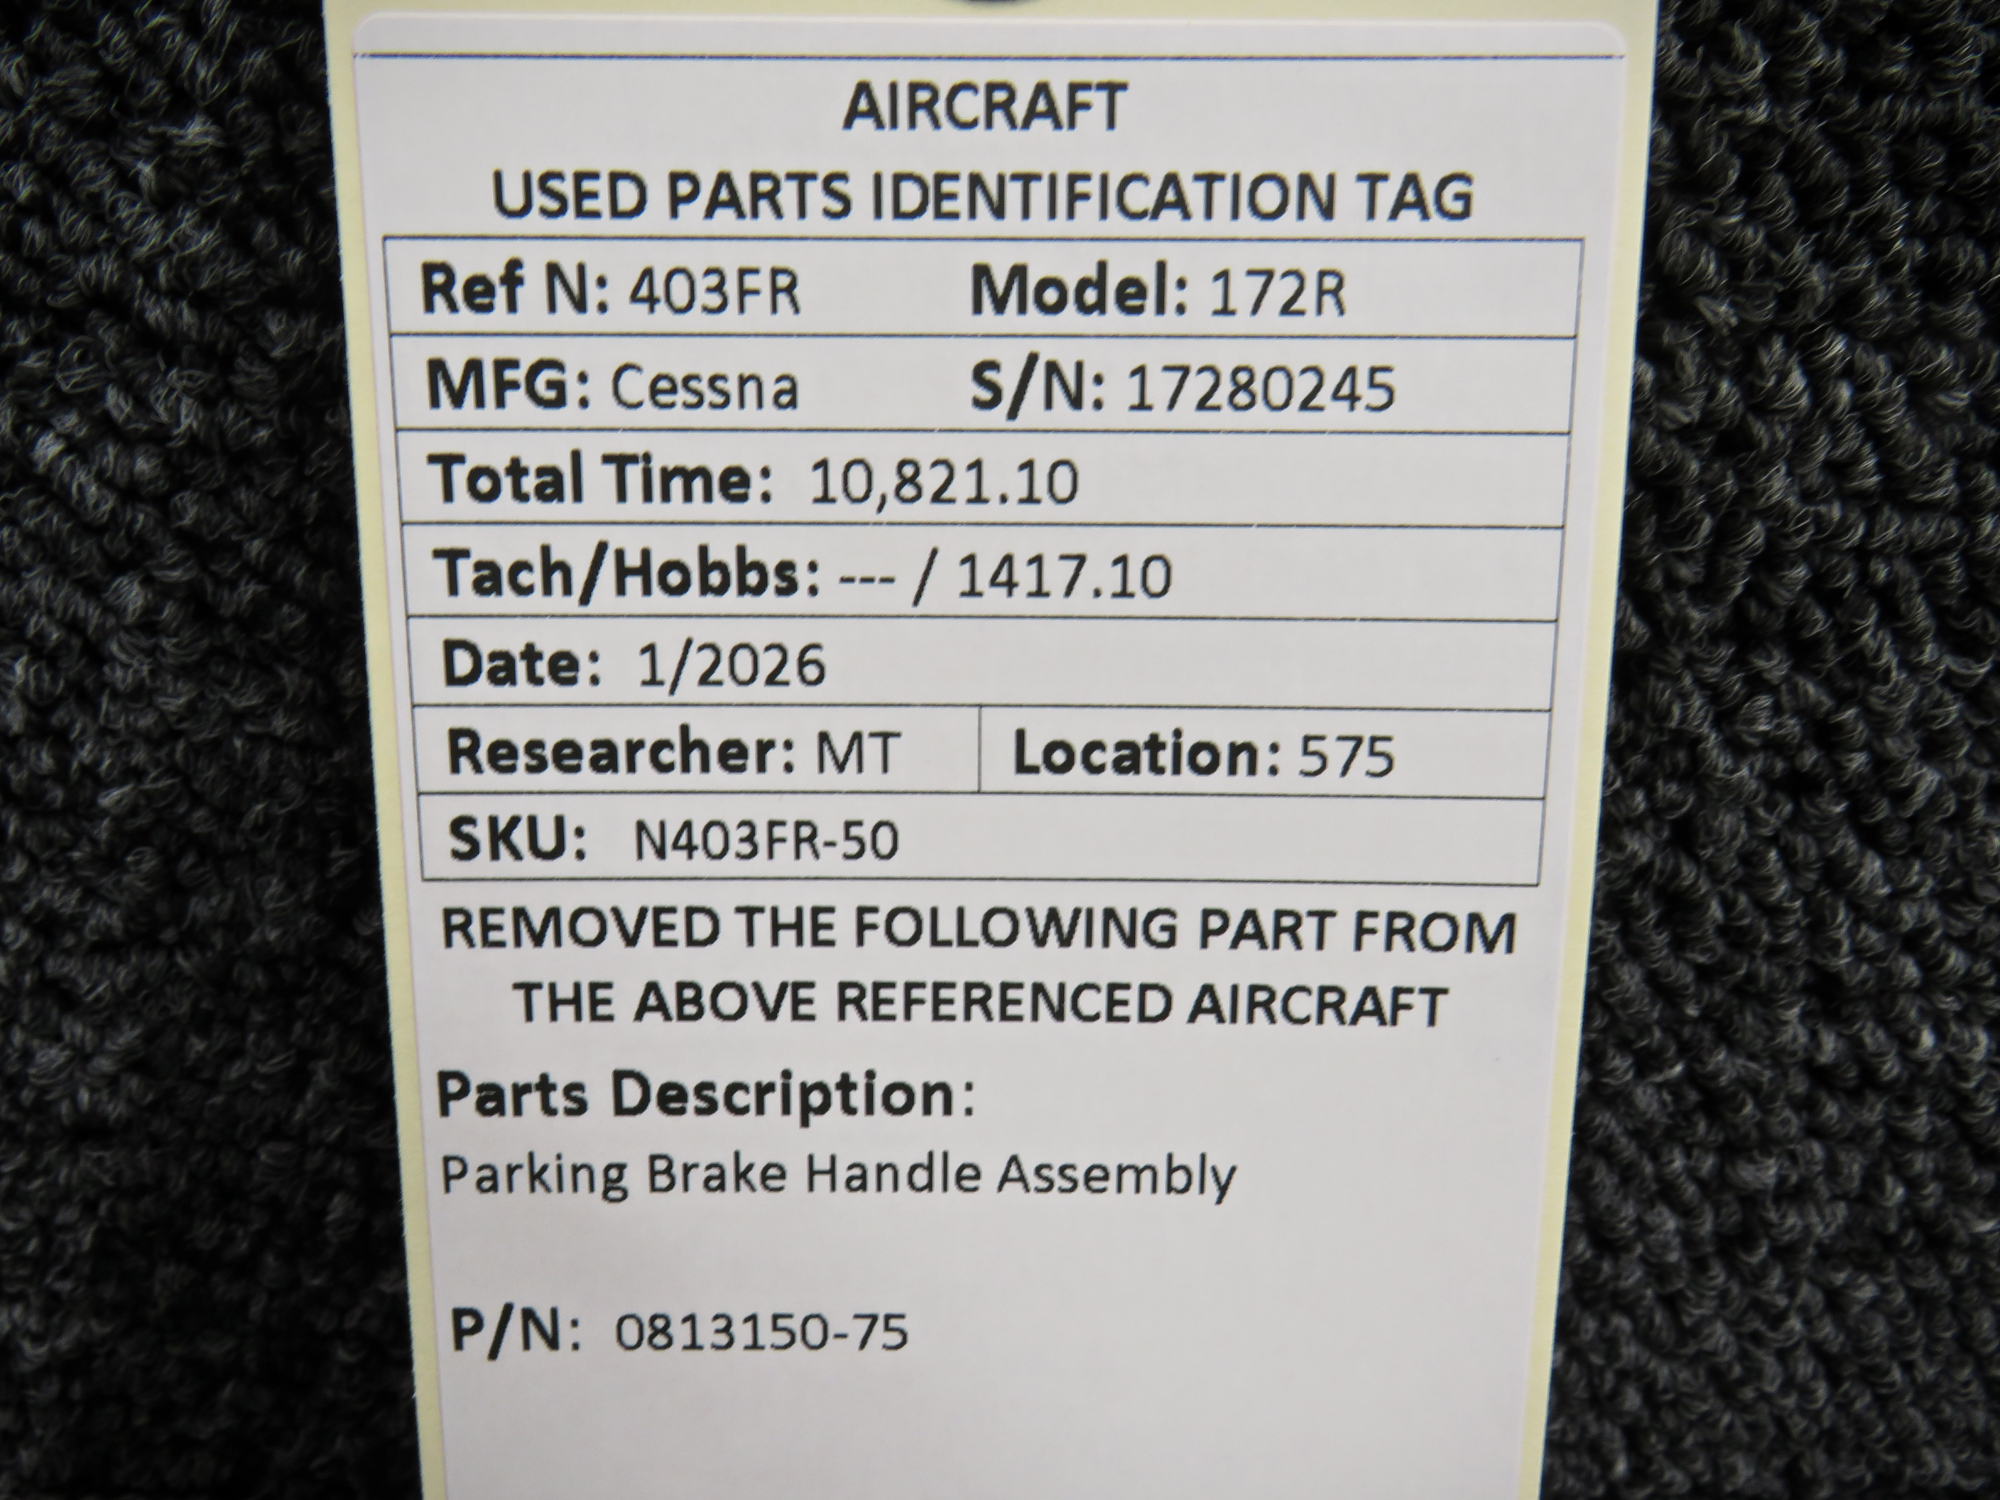 AIRCRAFT
USED PARTS IDENTIFICATION TAG
Ref N: 403FR Model: 172R
MFG: Cessna S/N: 17280245
Total Time: 10,821.10
Tach/Hobbs: --- / 1417.10
Date: 1/2026
Researcher: MT Location: 575
SKU: N403FR-50
REMOVED THE FOLLOWING PART FROM
THE ABOVE REFERENCED AIRCRAFT
Parts Description:
Parking Brake Handle Assembly
P/N: 0813150-75